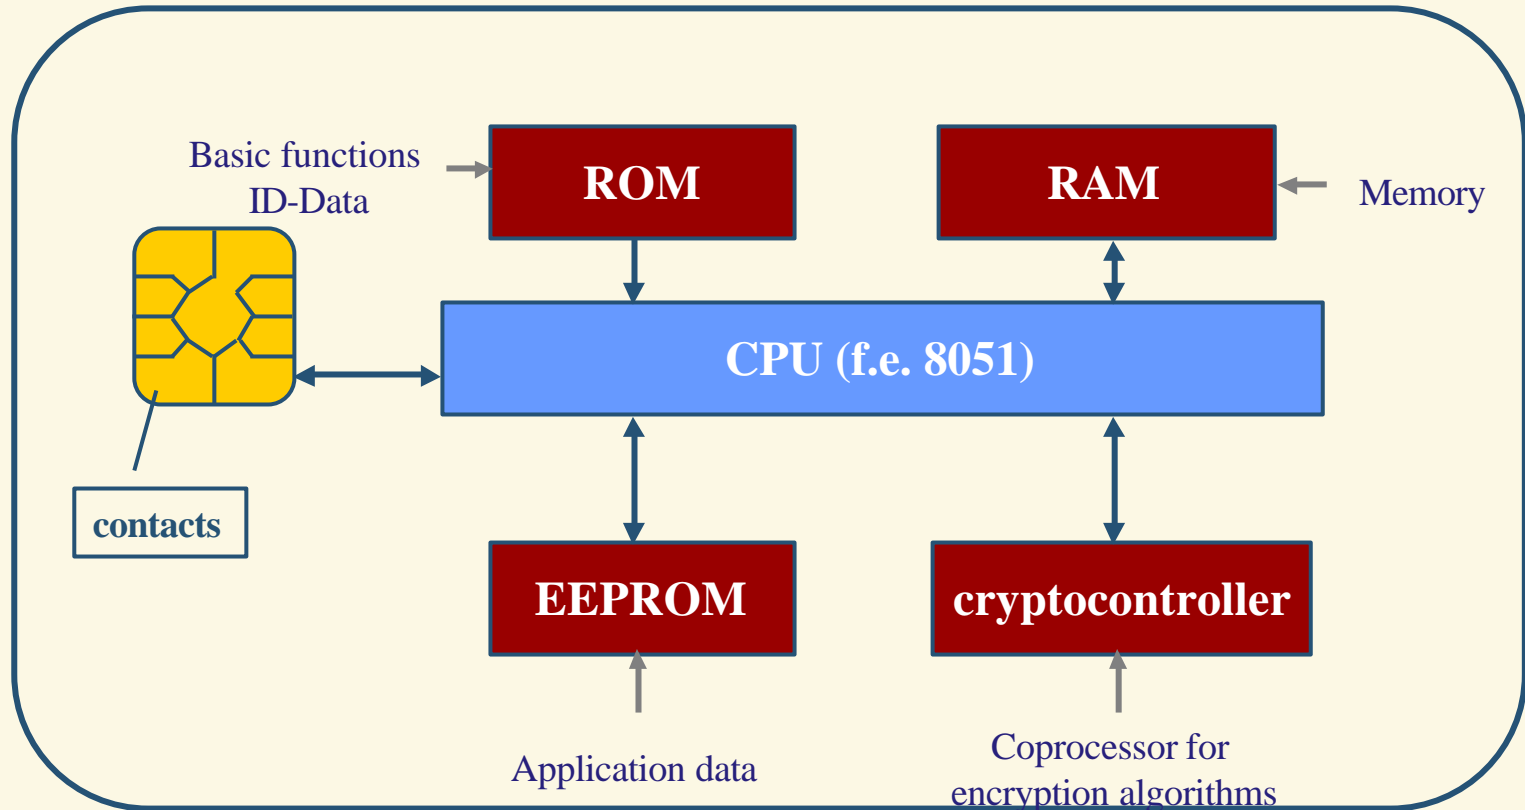 Basic functions
ID-Data
ROM
RAM
Memory
CPU (f.e. 8051)
contacts
EEPROM
cryptocontroller
Application data
Coprocessor for
encryption algorithms